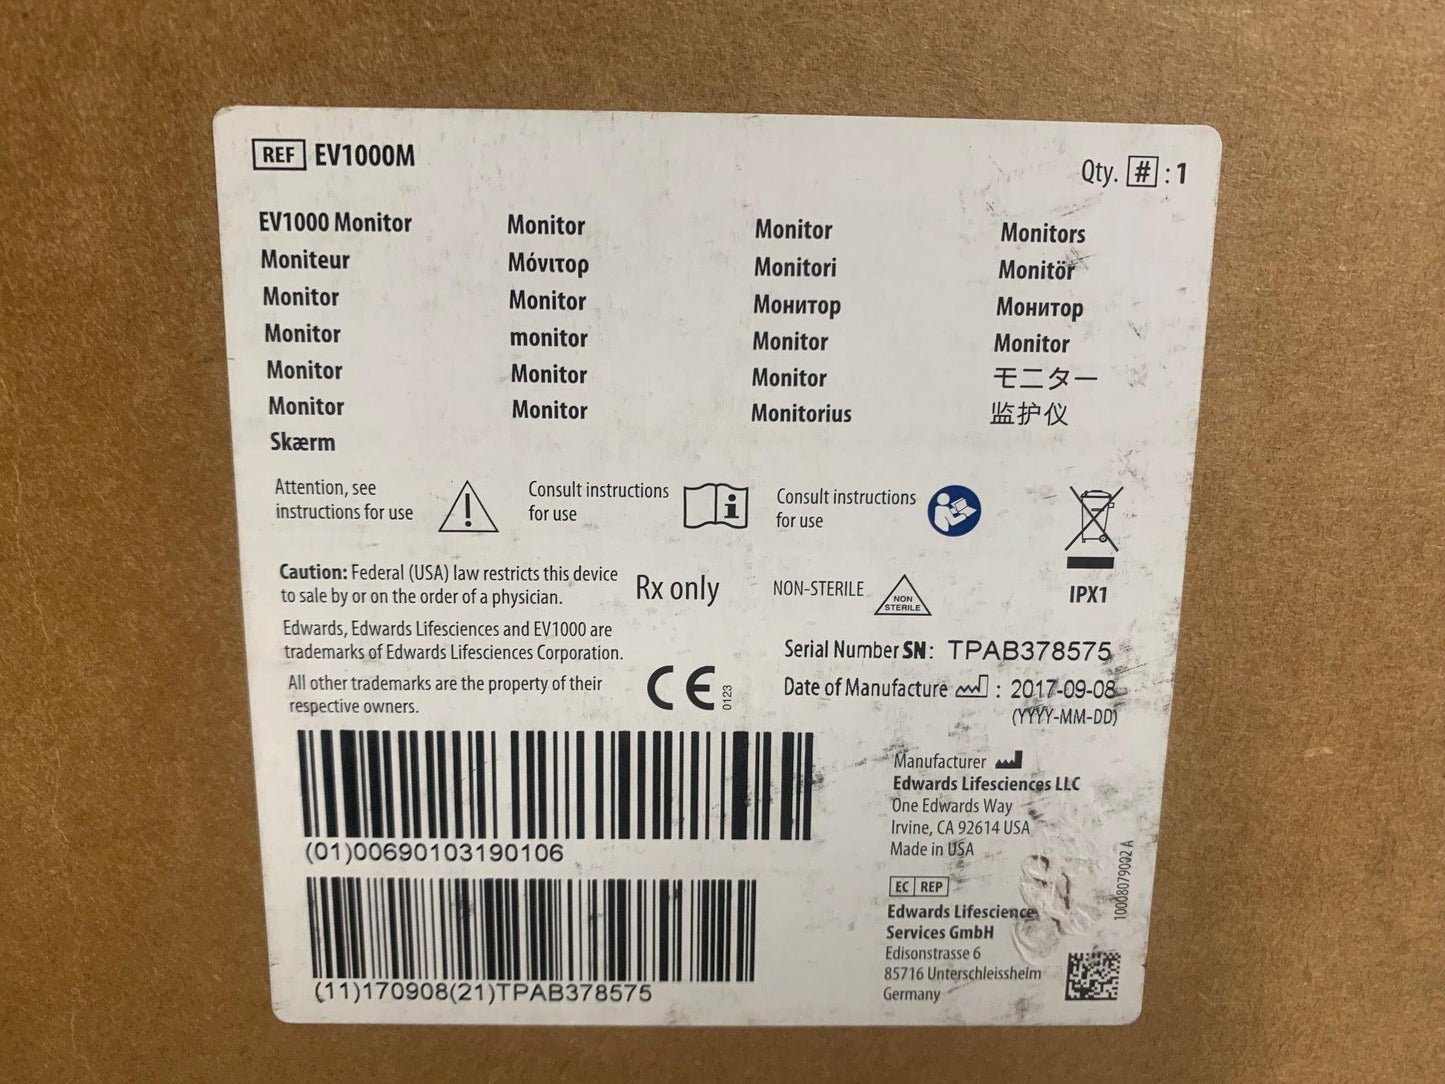 REF EV1000M
Qty. # : 1
EV1000 Monitor
Moniteur
Monitor
Monitor
Monitor
Monitor
Skærm
Monitor
Μόνιτορ
Monitor
monitor
Monitor
Monitor
Monitor
Monitori
Монитор
Monitor
Monitor
Monitorius
Monitors
Monitör
Монитор
Monitor
モニター
监护仪
Attention, see
instructions for use
Consult instructions
for use
Consult instructions
for use
IPX1
Caution: Federal (USA) law restricts this device
to sale by or on the order of a physician.
Rx only
NON-STERILE
NON
STERILE
Edwards, Edwards Lifesciences and EV1000 are
trademarks of Edwards Lifesciences Corporation.
All other trademarks are the property of their
respective owners.
CE
0123
Serial Number SN: TPAB378575
Date of Manufacture : 2017-09-08
(YYYY-MM-DD)
(01)00690103190106
(11)170908(21)TPAB378575
Manufacturer
Edwards Lifesciences LLC
One Edwards Way
Irvine, CA 92614 USA
Made in USA
EC REP
Edwards Lifescience
Services GmbH
Edisonstrasse 6
85716 Unterschleissheim
Germany
10008079002 A